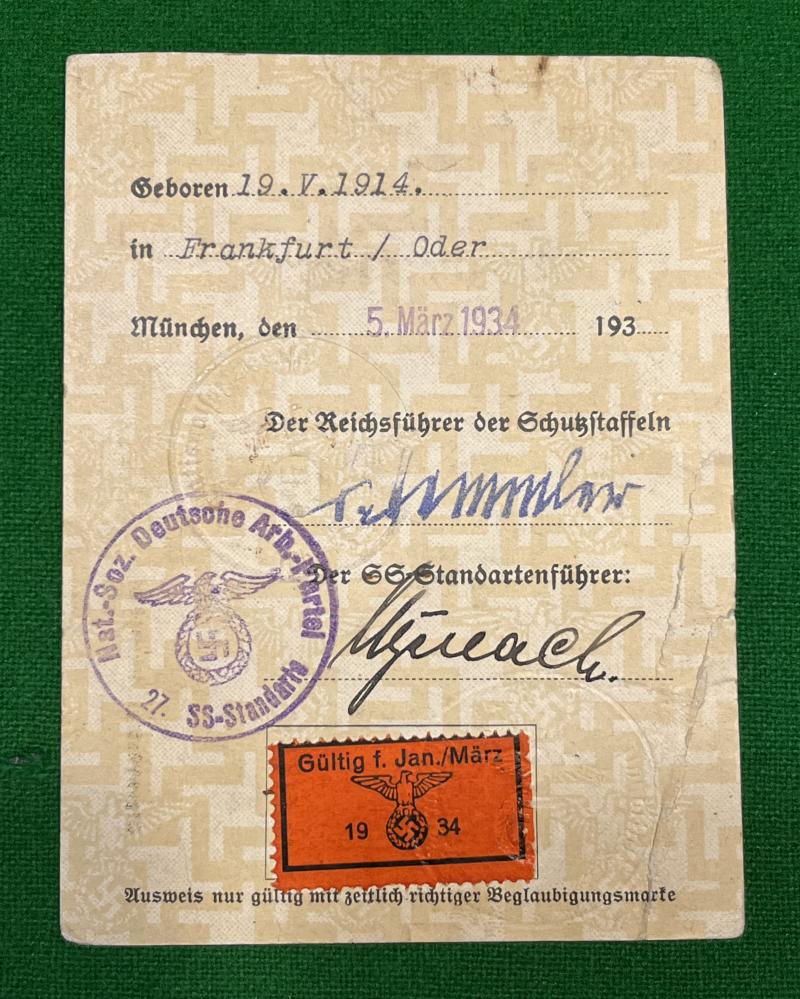 Geboren 19.V.1914.
in Frankfurt / Oder
München, den 5. März 1934 193
Der Reichsführer der Schutzstaffeln
Der SS-Standartenführer:
Nat.-Soz. Deutsche Arb.-Partei
27. SS-Standarte
Gültig f. Jan./März
19 34
Ausweis nur gültig mit zeitlich richtiger Beglaubigungsmarke